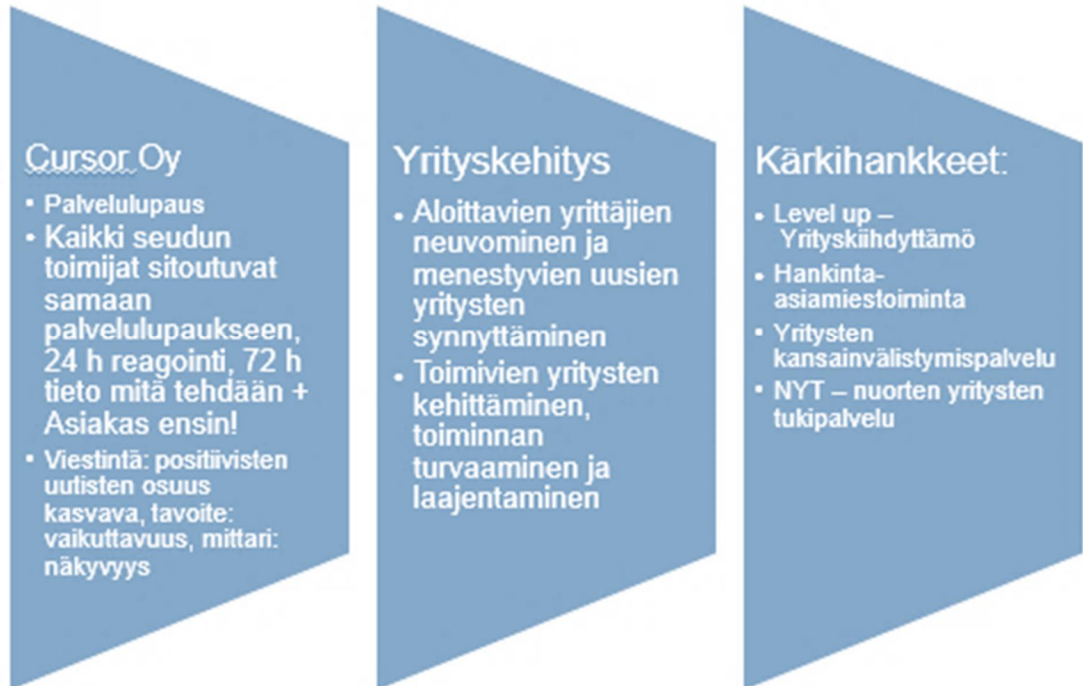 Cursor Oy
▪ Palvelulupaus
• Kaikki seudun
toimijat sitoutuvat
samaan
palvelulupaukseen,
24 h reagointi, 72 h
tieto mitä tehdään +
Asiakas ensin!
▪ Viestintä: positiivisten
uutisten osuus
kasvava, tavoite:
vaikuttavuus, mittari:
näkyvyys
Yrityskehitys
• Aloittavien yrittäjien
neuvominen ja
menestyvien uusien
yritysten
synnyttäminen
• Toimivien yritysten
kehittäminen,
toiminnan
turvaaminen ja
laajentaminen
Kärkihankkeet:
• Level up –
Yrityskiihdyttämö
• Hankinta-
asiamiestoiminta
▪ Yritysten
kansainvälistymispalvelu
▪ NYT – nuorten yritysten
tukipalvelu